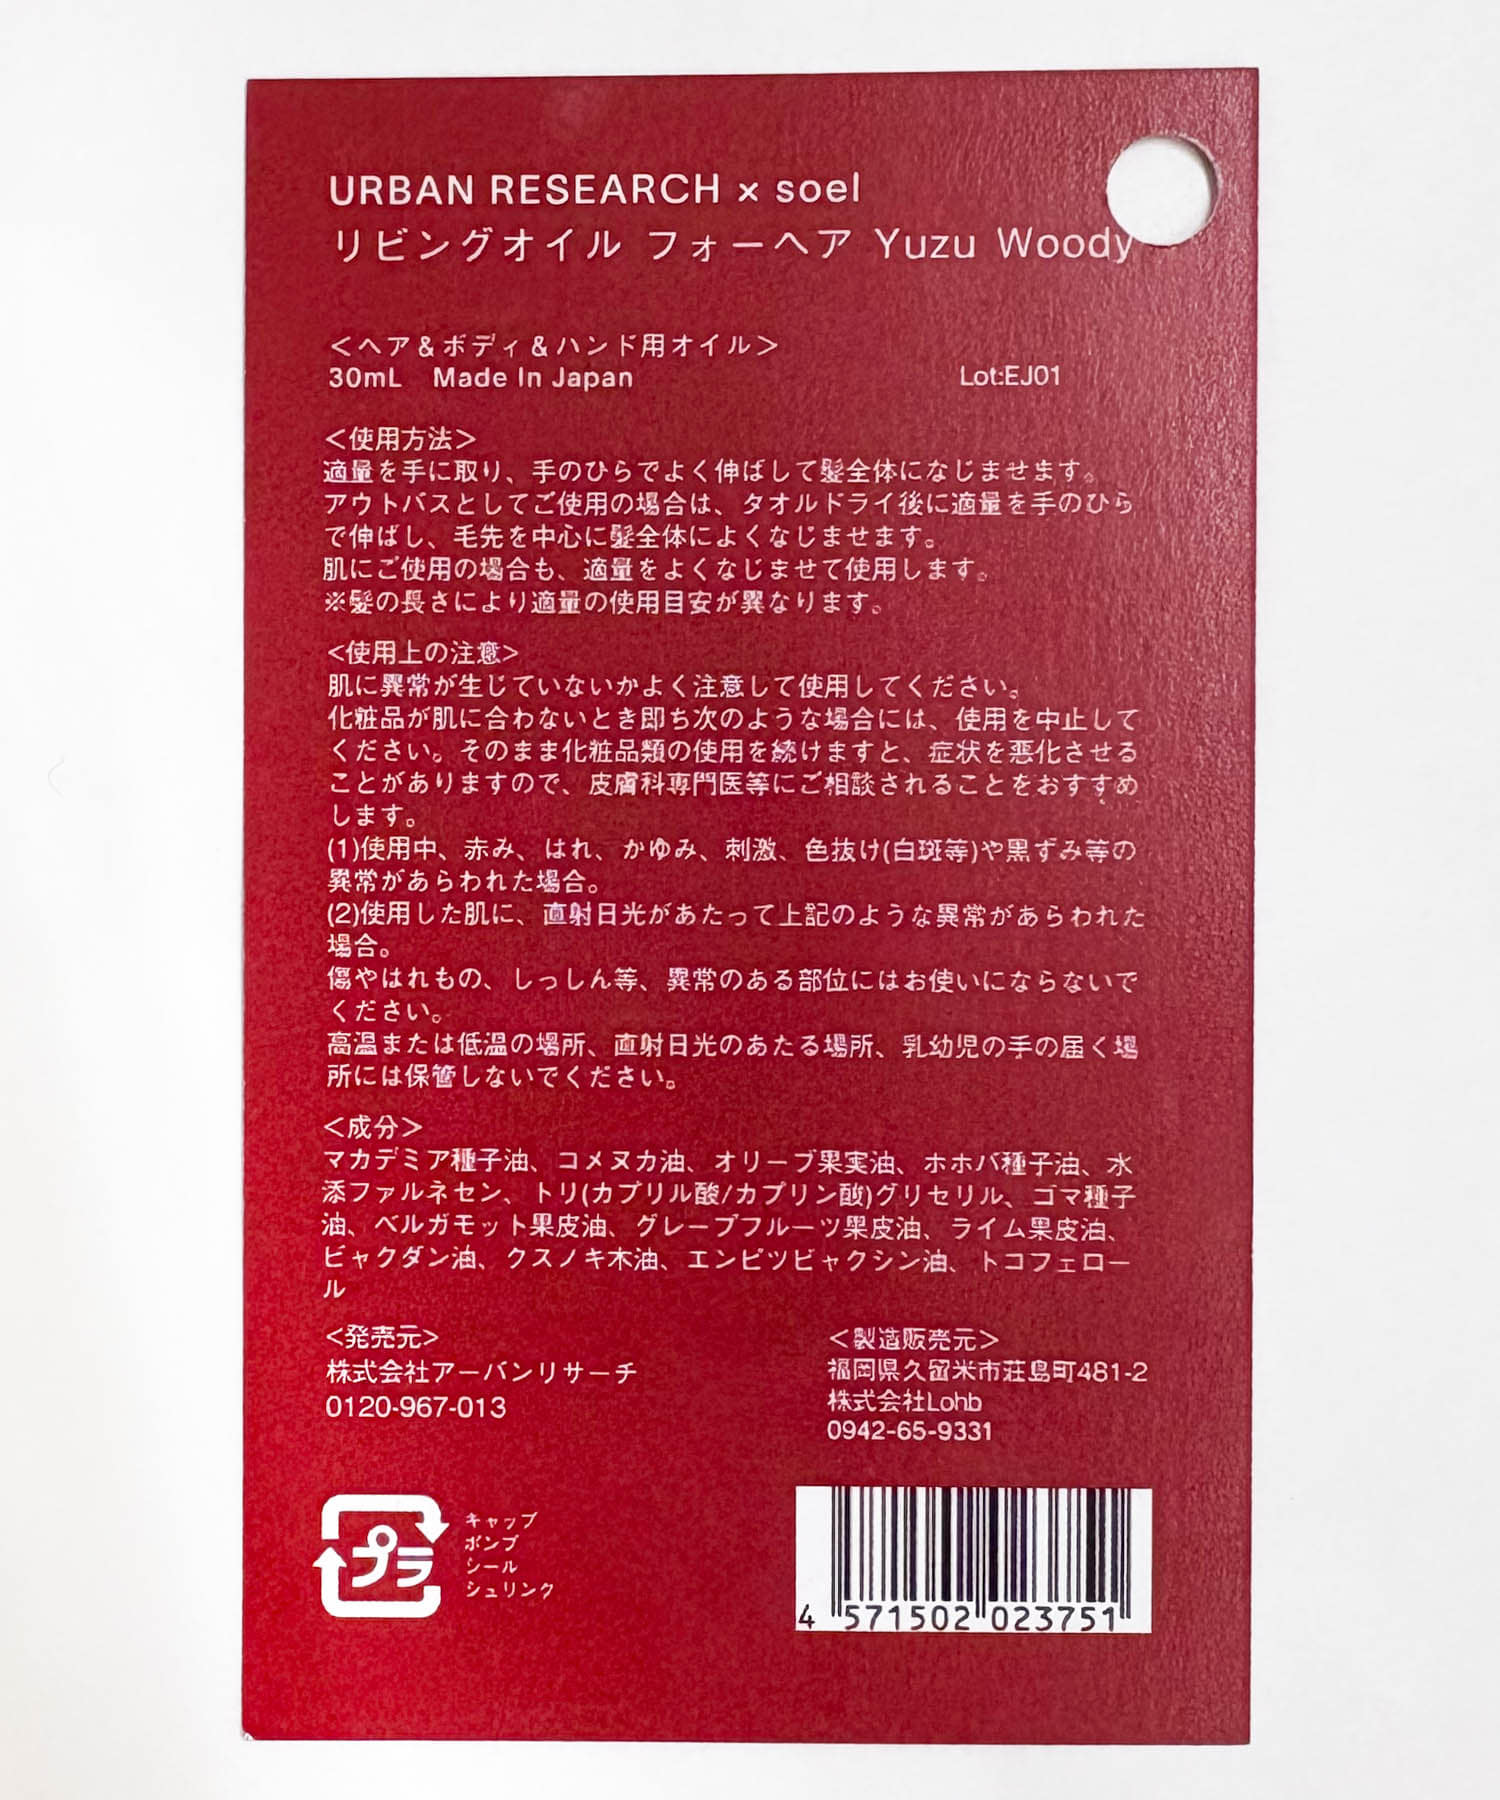 URBAN RESEARCH × soel
リビングオイル フォーヘア Yuzu Woody
＜ヘア＆ボディ＆ハンド用オイル＞
30mL Made In Japan
Lot:EJ01
＜使用方法＞
適量を手に取り、手のひらでよく伸ばして髪全体になじませます。
アウトバスとしてご使用の場合は、タオルドライ後に適量を手のひら
で伸ばし、毛先を中心に髪全体によくなじませます。
肌にご使用の場合も、適量をよくなじませて使用します。
※髪の長さにより適量の使用目安が異なります。
＜使用上の注意＞
肌に異常が生じていないかよく注意して使用してください。
化粧品が肌に合わないとき即ち次のような場合には、使用を中止して
ください。そのまま化粧品類の使用を続けますと、症状を悪化させる
ことがありますので、皮膚科専門医等にご相談されることをおすすめ
します。
(1)使用中、赤み、はれ、かゆみ、刺激、色抜け(白斑等)や黒ずみ等の
異常があらわれた場合。
(2)使用した肌に、直射日光があたって上記のような異常があらわれた
場合。
傷やはれもの、しっしん等、異常のある部位にはお使いにならないで
ください。
高温または低温の場所、直射日光のあたる場所、乳幼児の手の届く場
所には保管しないでください。
＜成分＞
マカデミア種子油、コメヌカ油、オリーブ果実油、ホホバ種子油、水
添ファルネセン、トリ(カプリル酸/カプリン酸)グリセリル、ゴマ種子
油、ベルガモット果皮油、グレープフルーツ果皮油、ライム果皮油、
ビャクダン油、クスノキ木油、エンピツビャクシン油、トコフェロー
ル
＜発売元＞
株式会社アーバンリサーチ
0120-967-013
＜製造販売元＞
福岡県久留米市荘島町481-2
株式会社Lohb
0942-65-9331
プラ
キャップ
ポンプ
シール
シュリンク
4 571502 023751